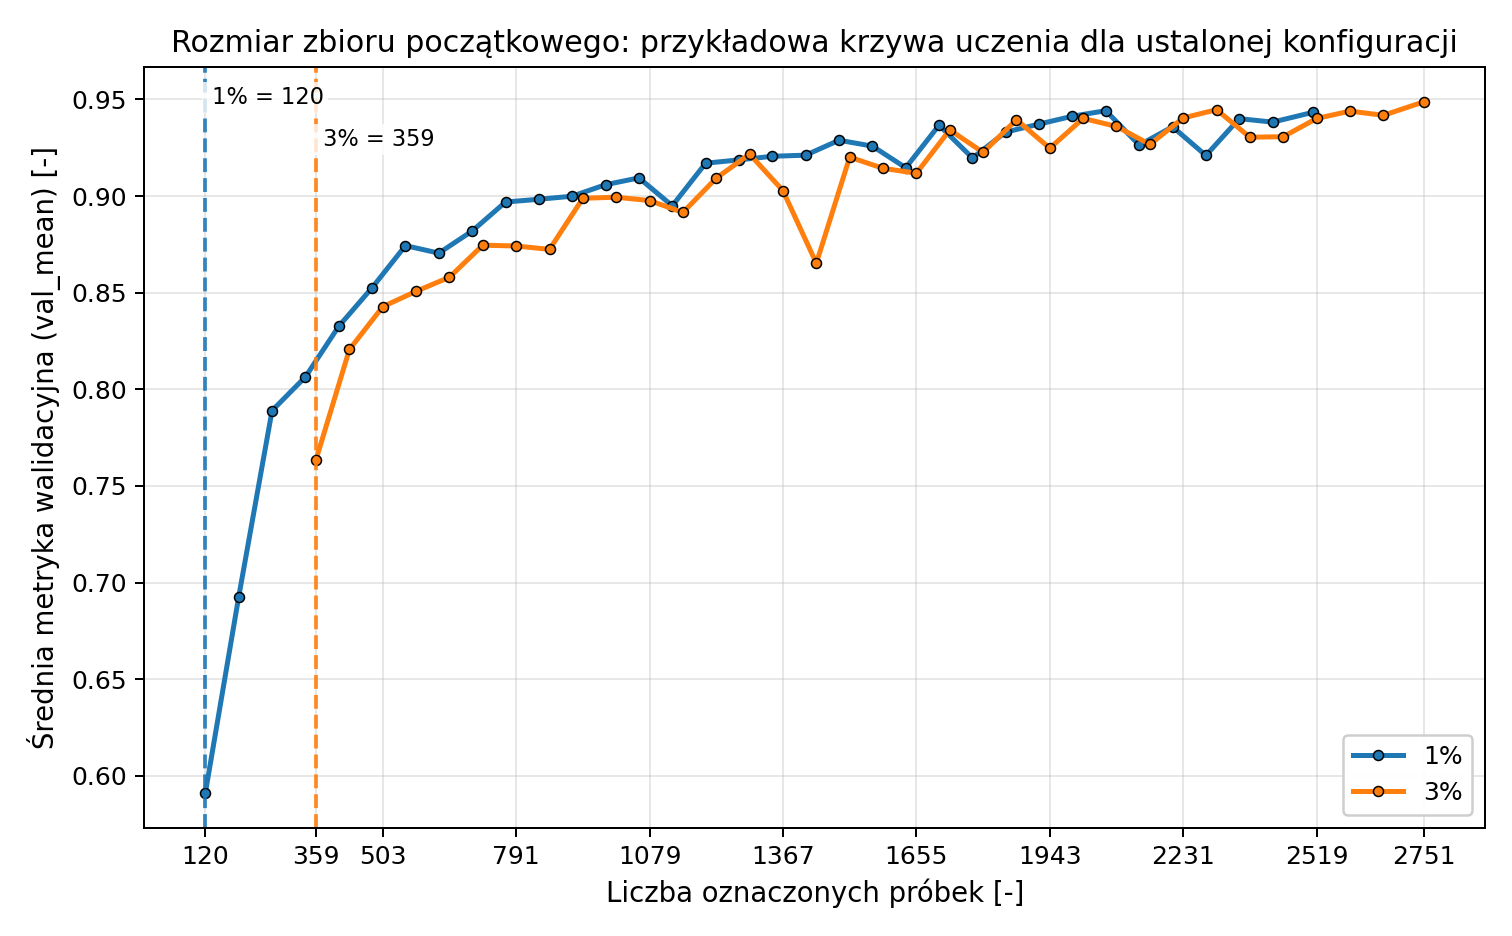 Rozmiar zbioru początkowego: przykładowa krzywa uczenia dla ustalonej konfiguracji
Średnia metryka walidacyjna (val_mean) [-]
0.95
0.90
0.85
0.80
0.75
0.70
0.65
0.60
1% = 120
3% = 359
1%
3%
120 359 503 791 1079 1367 1655 1943 2231 2519 2751
Liczba oznaczonych próbek [-]